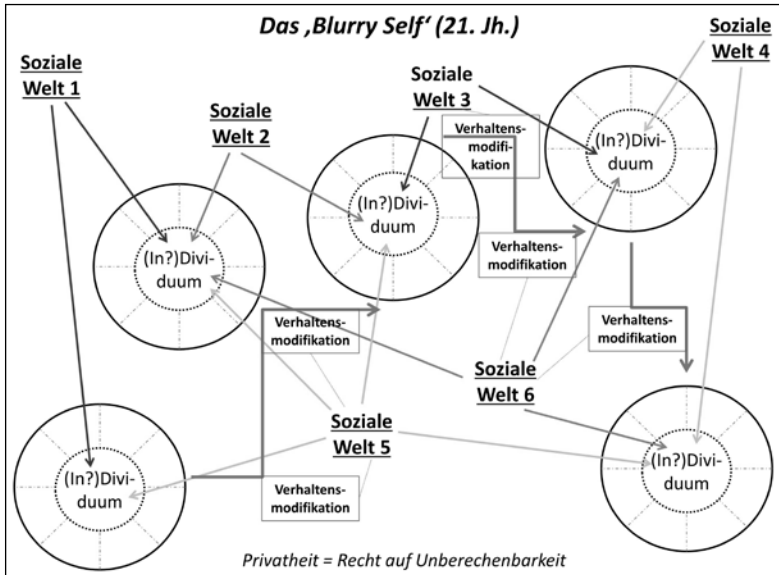 Das ‚Blurry Self‘ (21. Jh.)
Soziale
Welt 1
Soziale
Welt 2
Soziale
Welt 3
Soziale
Welt 4
Verhaltens-
modifi-
kation
(In?)Divi-
duum
(In?)Divi-
duum
(In?)Divi-
duum
Verhaltens-
modifikation
Verhaltens-
modifikation
Verhaltens-
modifikation
Soziale
Welt 6
Soziale
Welt 5
(In?)Divi-
duum
(In?)Divi-
duum
Verhaltens-
modifikation
Privatheit = Recht auf Unberechenbarkeit